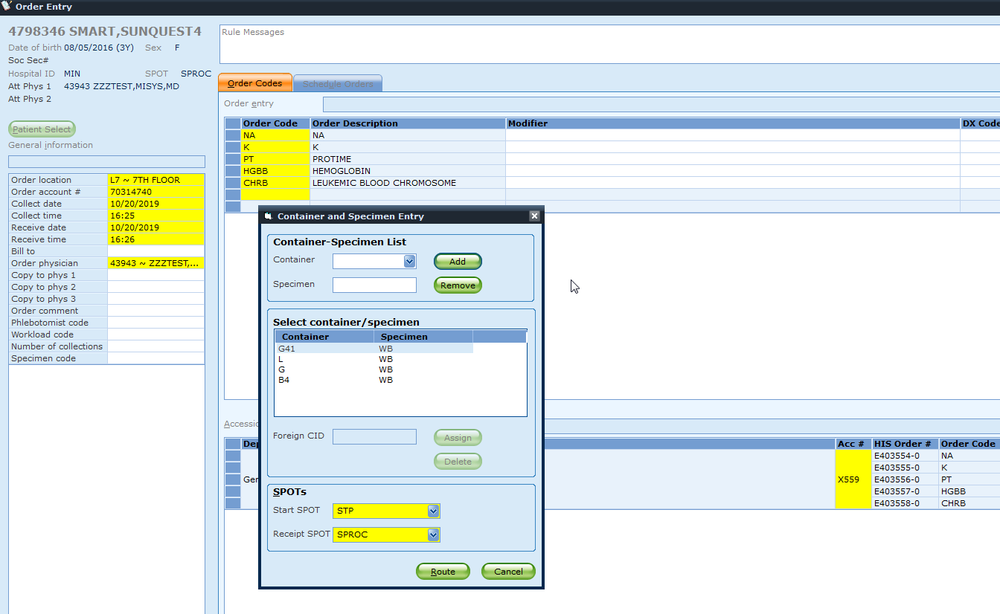 Order Entry
4798346 SMART,SUNQUEST4
Date of birth 08/05/2016 (3Y) Sex F
Soc Sec#
Hospital ID MIN SPOT SPROC
Att Phys 1 43943 ZZZTEST,MISYS,MD
Att Phys 2
Patient Select
General information
Order location L7 ~ 7TH FLOOR
Order account # 70314740
Collect date 10/20/2019
Collect time 16:25
Receive date 10/20/2019
Receive time 16:26
Bill to
Order physician 43943 ~ ZZZTEST,...
Copy to phys 1
Copy to phys 2
Copy to phys 3
Order comment
Phlebotomist code
Workload code
Number of collections
Specimen code
Rule Messages
Order Codes Schedule Orders
Order entry
Order Code Order Description Modifier DX Code
NA NA
K K
PT PROTIME
HGBB HEMOGLOBIN
CHRB LEUKEMIC BLOOD CHROMOSOME
Container and Specimen Entry
Container-Specimen List
Container Add
Specimen Remove
Select container/specimen
Container Specimen
G41 WB
L WB
G WB
B4 WB
Foreign CID Assign
Delete
SPOTs
Start SPOT STP
Receipt SPOT SPROC
Route Cancel
Acc # HIS Order # Order Code
E403554-0 NA
E403555-0 K
X559 E403556-0 PT
E403557-0 HGBB
E403558-0 CHRB